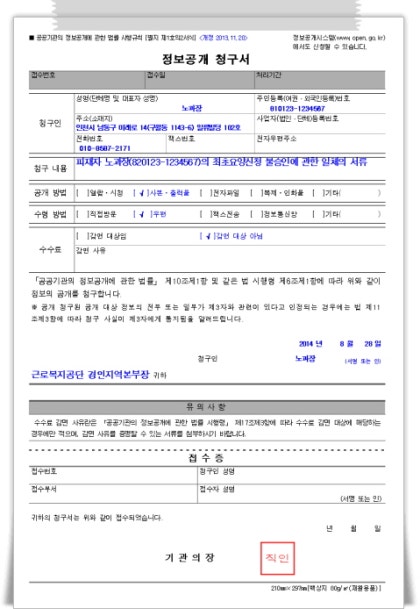 ■ 공공기관의 정보공개에 관한 법률 시행규칙 [별지 제1호의2서식] <개정 2013.11.20>
정보공개시스템(www.open.go.kr)에서도 신청할 수 있습니다.
정보공개 청구서
접수번호 접수일 처리기간
청구인
성명(단체명 및 대표자 성명)
노파장
주민등록(여권ㆍ외국인등록)번호
810123-1234567
주소(소재지)
인천시 남동구 미래로 14(구월동 1143-6) 밀레빌딩 102호
사업자(법인ㆍ단체)등록번호
전화번호 팩스번호 전자우편주소
010-8687-2171
청구 내용
피재자 노파장(820123-1234567)의 최초요양신청 불승인에 관한 일체의 서류
공개 방법 [ ]열람ㆍ시청 [ √ ]사본ㆍ출력물 [ ]전자파일 [ ]복제ㆍ인화물 [ ]기타( )
수령 방법 [ ]직접방문 [ √ ]우편 [ ]팩스전송 [ ]정보통신망 [ ]기타( )
수수료
[ ]감면 대상임 [ √ ]감면 대상 아님
감면 사유
「공공기관의 정보공개에 관한 법률」 제10조제1항 및 같은 법 시행령 제6조제1항에 따라 위와 같이
정보의 공개를 청구합니다.
※ 공개 청구된 공개 대상 정보의 전부 또는 일부가 제3자와 관련이 있다고 인정되는 경우에는 법 제11
조제3항에 따라 청구 사실이 제3자에게 통지됨을 알려드립니다.
2014 년 8 월 28 일
청구인 노파장 (서명 또는 인)
근로복지공단 경인지역본부장 귀하
유 의 사 항
수수료 감면 사유란은 「공공기관의 정보공개에 관한 법률 시행령」 제17조제3항에 따라 수수료 감면 대상에 해당하는
경우에만 적으며, 감면 사유를 증명할 수 있는 서류를 첨부하시기 바랍니다.
접 수 증
접수번호 청구인 성명
접수부서 접수자 성명
(서명 또는 인)
귀하의 청구서는 위와 같이 접수되었습니다.
년 월 일
기 관 의 장 직인
210mm×297mm[백상지 80g/㎡(재활용품)]